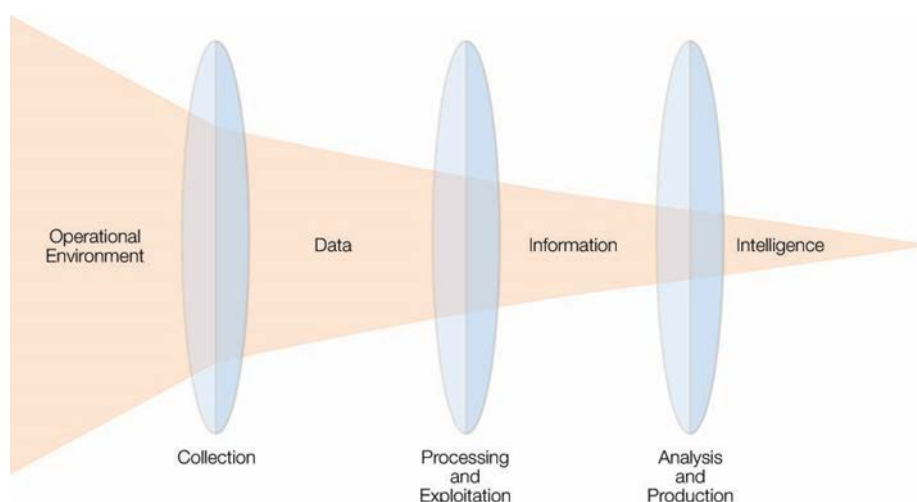 Operational
Environment
Data
Information
Intelligence
Collection
Processing
and
Exploitation
Analysis
and
Production